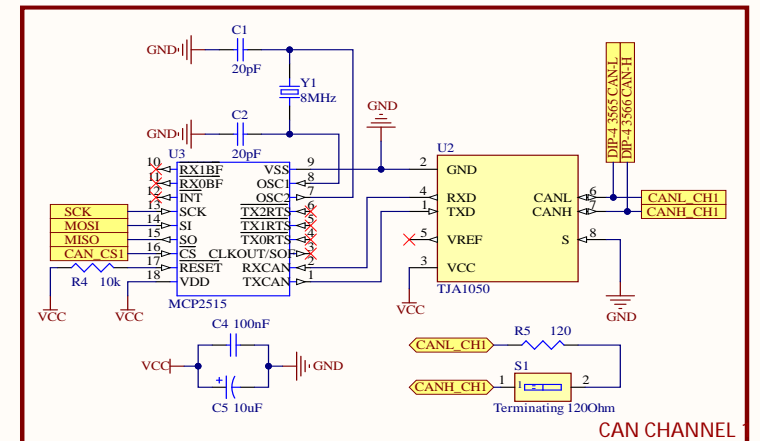 C1
GND
20pF
Y1
8MHz
C2
GND
20pF
GND
DIP-4 3565 CAN-L
DIP-4 3566 CAN-H
U3
10 RX1BF
11 RX0BF
12 INT
13 SCK
14 SI
15 SO
16 CS
17 RESET
18 VDD
VSS 9
OSC1 8
OSC2 7
TX2RTS 6
TX1RTS 5
TX0RTS 4
CLKOUT/SOF 3
RXCAN 2
TXCAN 1
MCP2515
SCK
MOSI
MISO
CAN_CS1
R4 10k
VCC
VCC
U2
2 GND
4 RXD
1 TXD
5 VREF
3 VCC
CANL 6
CANH 7
S 8
TJA1050
CANL_CH1
CANH_CH1
VCC
GND
C4 100nF
VCC
GND
C5 10uF
R5 120
CANL_CH1
S1
CANH_CH1 1 1 2
Terminating 120Ohm
CAN CHANNEL